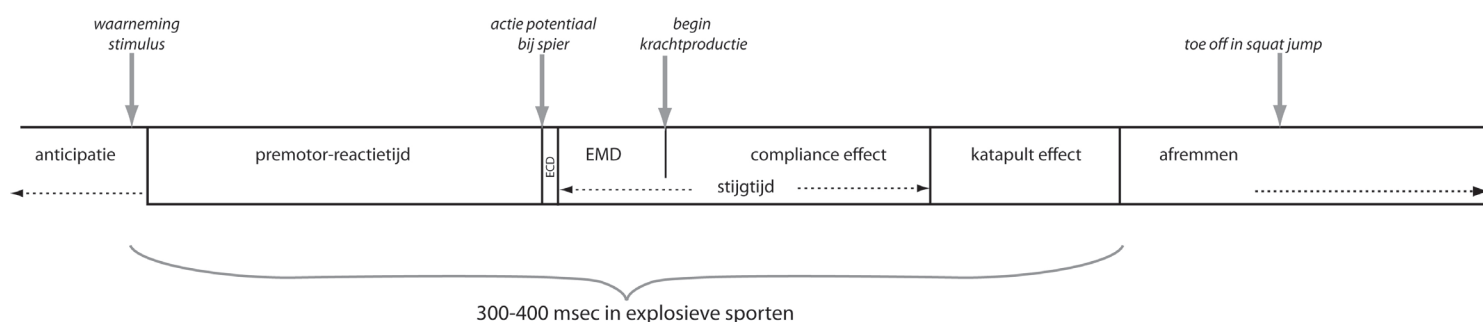 waarneming
stimulus
actie potentiaal
bij spier
begin
krachtproductie
toe off in squat jump
anticipatie
premotor-reactietijd
ECD
EMD
compliance effect
katapult effect
afremmen
stijgtijd
300-400 msec in explosieve sporten